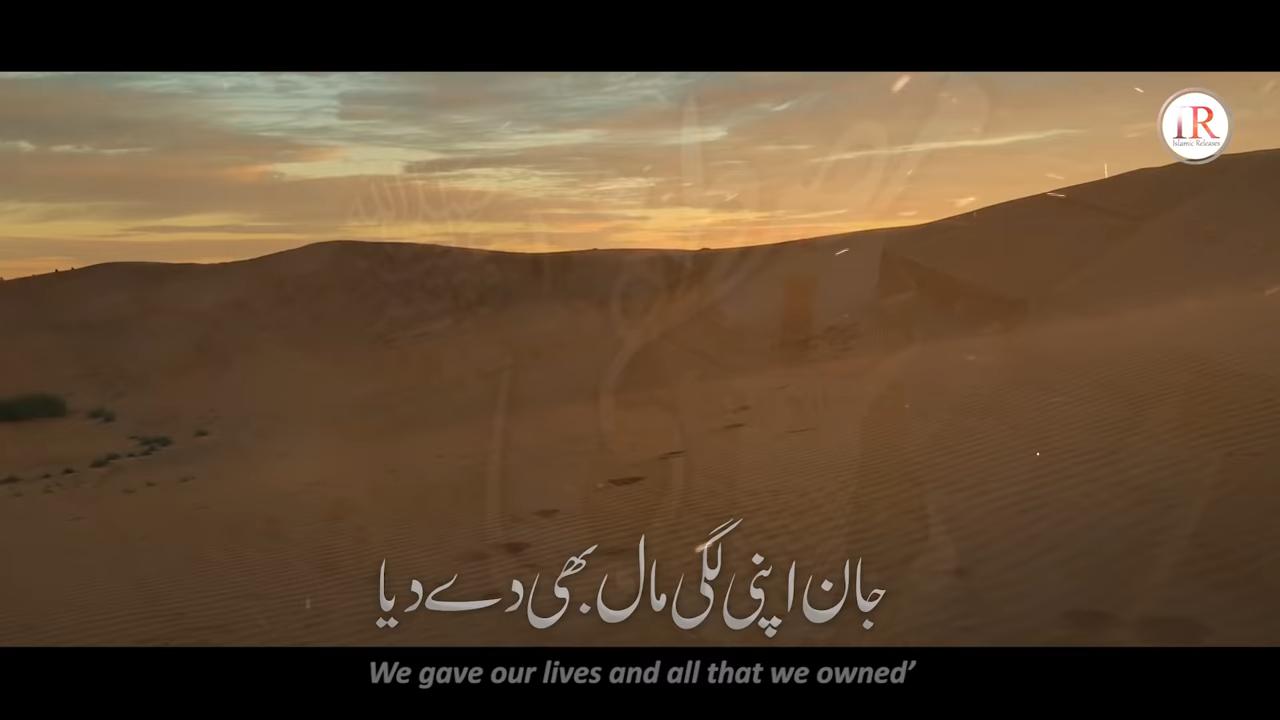 IR
Islamic Releases
جان اپنی لگی مال بھی دے دیا
We gave our lives and all that we owned’